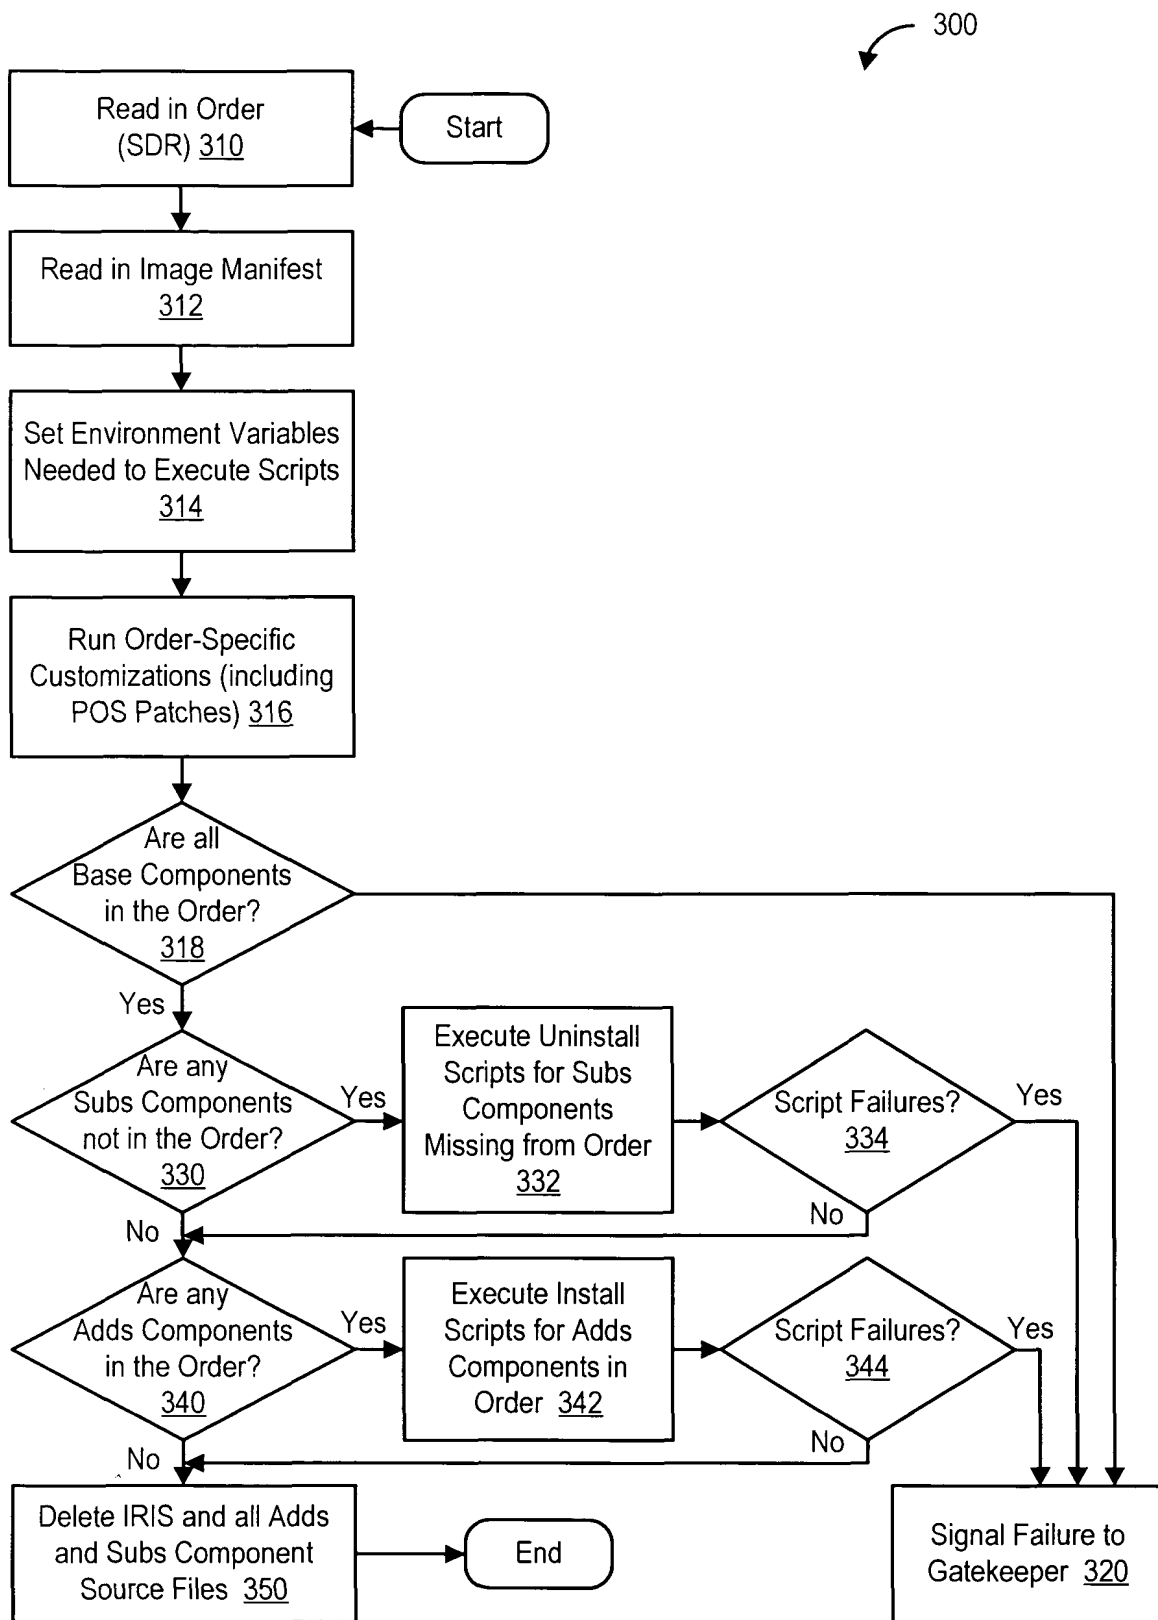 300
Read in Order
(SDR) 310
Start
Read in Image Manifest
312
Set Environment Variables
Needed to Execute Scripts
314
Run Order-Specific
Customizations (including
POS Patches) 316
Are all
Base Components
in the Order?
318
Yes
Are any
Subs Components
not in the Order?
330
Yes
Execute Uninstall
Scripts for Subs
Components
Missing from Order
332
Script Failures?
334
Yes
No
No
Are any
Adds Components
in the Order?
340
Yes
Execute Install
Scripts for Adds
Components in
Order 342
Script Failures?
344
Yes
No
No
Delete IRIS and all Adds
and Subs Component
Source Files 350
End
Signal Failure to
Gatekeeper 320